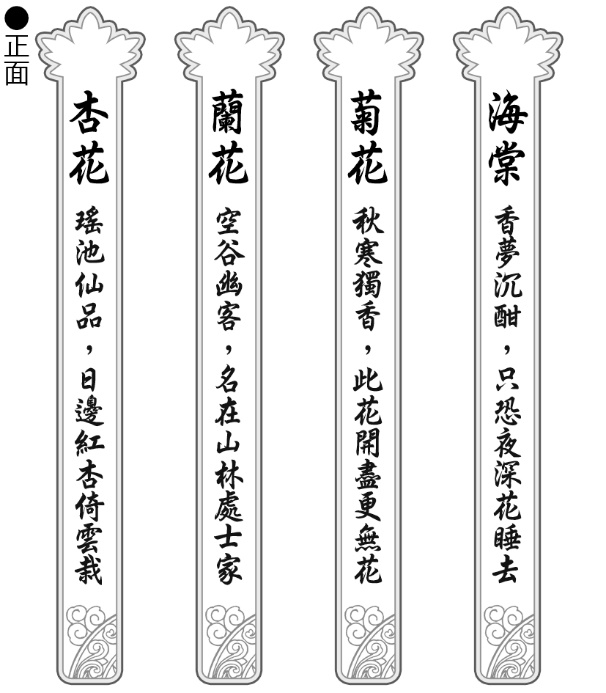 ●正面
海棠
香夢沉酣，只恐夜深花睡去
菊花
秋寒獨香，此花開盡更無花
蘭花
空谷幽客，名在山林處士家
杏花
瑶池仙品，日邊紅杏倚雲栽